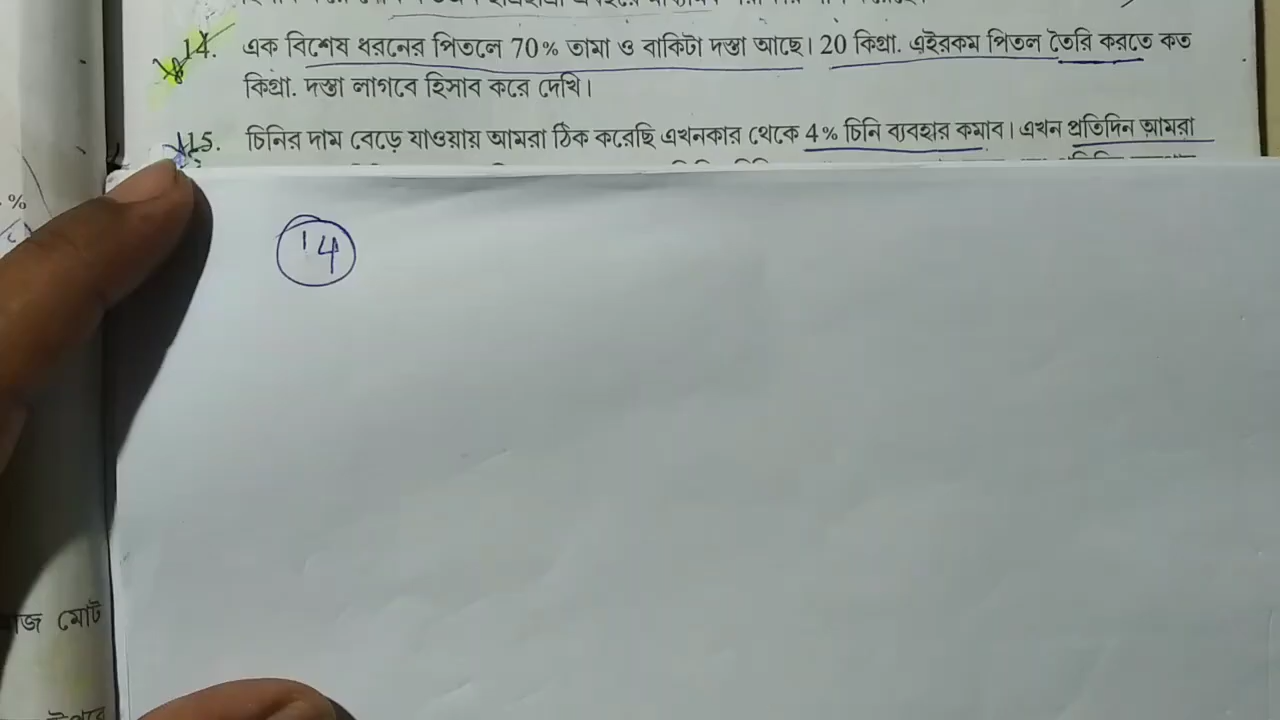 14. এক বিশেষ ধরনের পিতলে 70% তামা ও বাকিটা দস্তা আছে। 20 কিগ্রা. এইরকম পিতল তৈরি করতে কত
কিগ্রা. দস্তা লাগবে হিসাব করে দেখি।
15. চিনির দাম বেড়ে যাওয়ায় আমরা ঠিক করেছি এখনকার থেকে 4% চিনি ব্যবহার কমাব। এখন প্রতিদিন আমরা
%
14
মোট